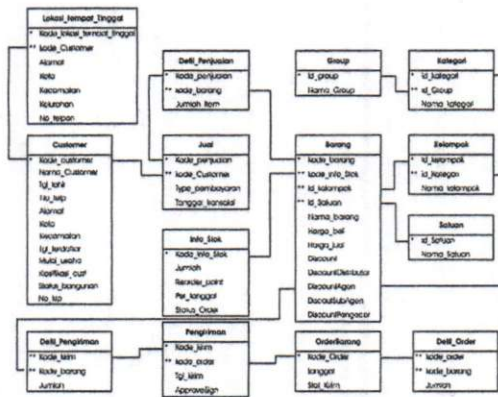 Lokasi_tempat_Tinggal
* Kode_lokasi_tempat_tinggal
** kode_Customer
Alamat
Kota
Kecamatan
Kelurahan
No_telpon
Detil_Penjualan
* Kode_penjualan
** kode_barang
Jumlah_Item
Group
* Id_group
Nama_Group
Kategori
* Id_kategori
** Id_Group
Nama_kategori
Customer
* Kode_customer
Nama_Customer
Tgl_lahir
No_telp
Alamat
Kota
Kecamatan
Tgl_terdaftar
Mulai_usaha
Status_bangunan
Jual
* Kode_penjualan
** kode_Customer
Type_pembayaran
Tanggal_transaksi
Info_Stok
* Kode_Info_Stok
Jumlah
Reorder_point
Per_tanggal
Status_Order
Barang
* Kode_barang
** kode_Info_Stok
** Id_kelompok
** Id_Satuan
Nama_barang
Harga_beli
Harga_jual
Discount
DiscountDistributor
DiscountAgen
DiscountPengecer
Kelompok
* Id_kelompok
** Id_Kategori
Nama_kelompok
Satuan
* Id_Satuan
Nama_Satuan
Detil_Pengiriman
** Kode_kirim
** Kode_barang
Jumlah
Pengiriman
* Kode_kirim
** kode_order
Tgl_kirim
ApproveSign
OrderBarang
* Kode_Order
tanggal
Stat_Kirim
Detil_Order
** kode_order
** kode_barang
Jumlah